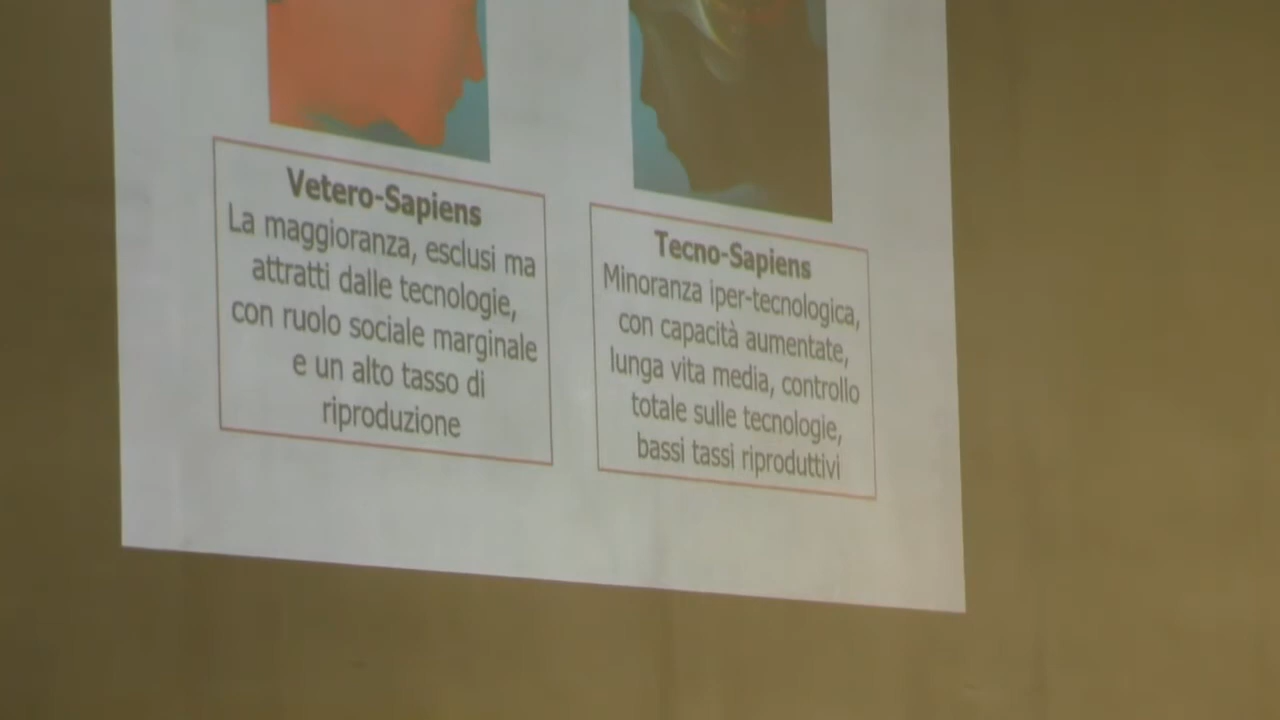 Vetero-Sapiens
La maggioranza, esclusi ma
attratti dalle tecnologie,
con ruolo sociale marginale
e un alto tasso di
riproduzione
Tecno-Sapiens
Minoranza iper-tecnologica,
con capacità aumentate,
lunga vita media, controllo
totale sulle tecnologie,
bassi tassi riproduttivi